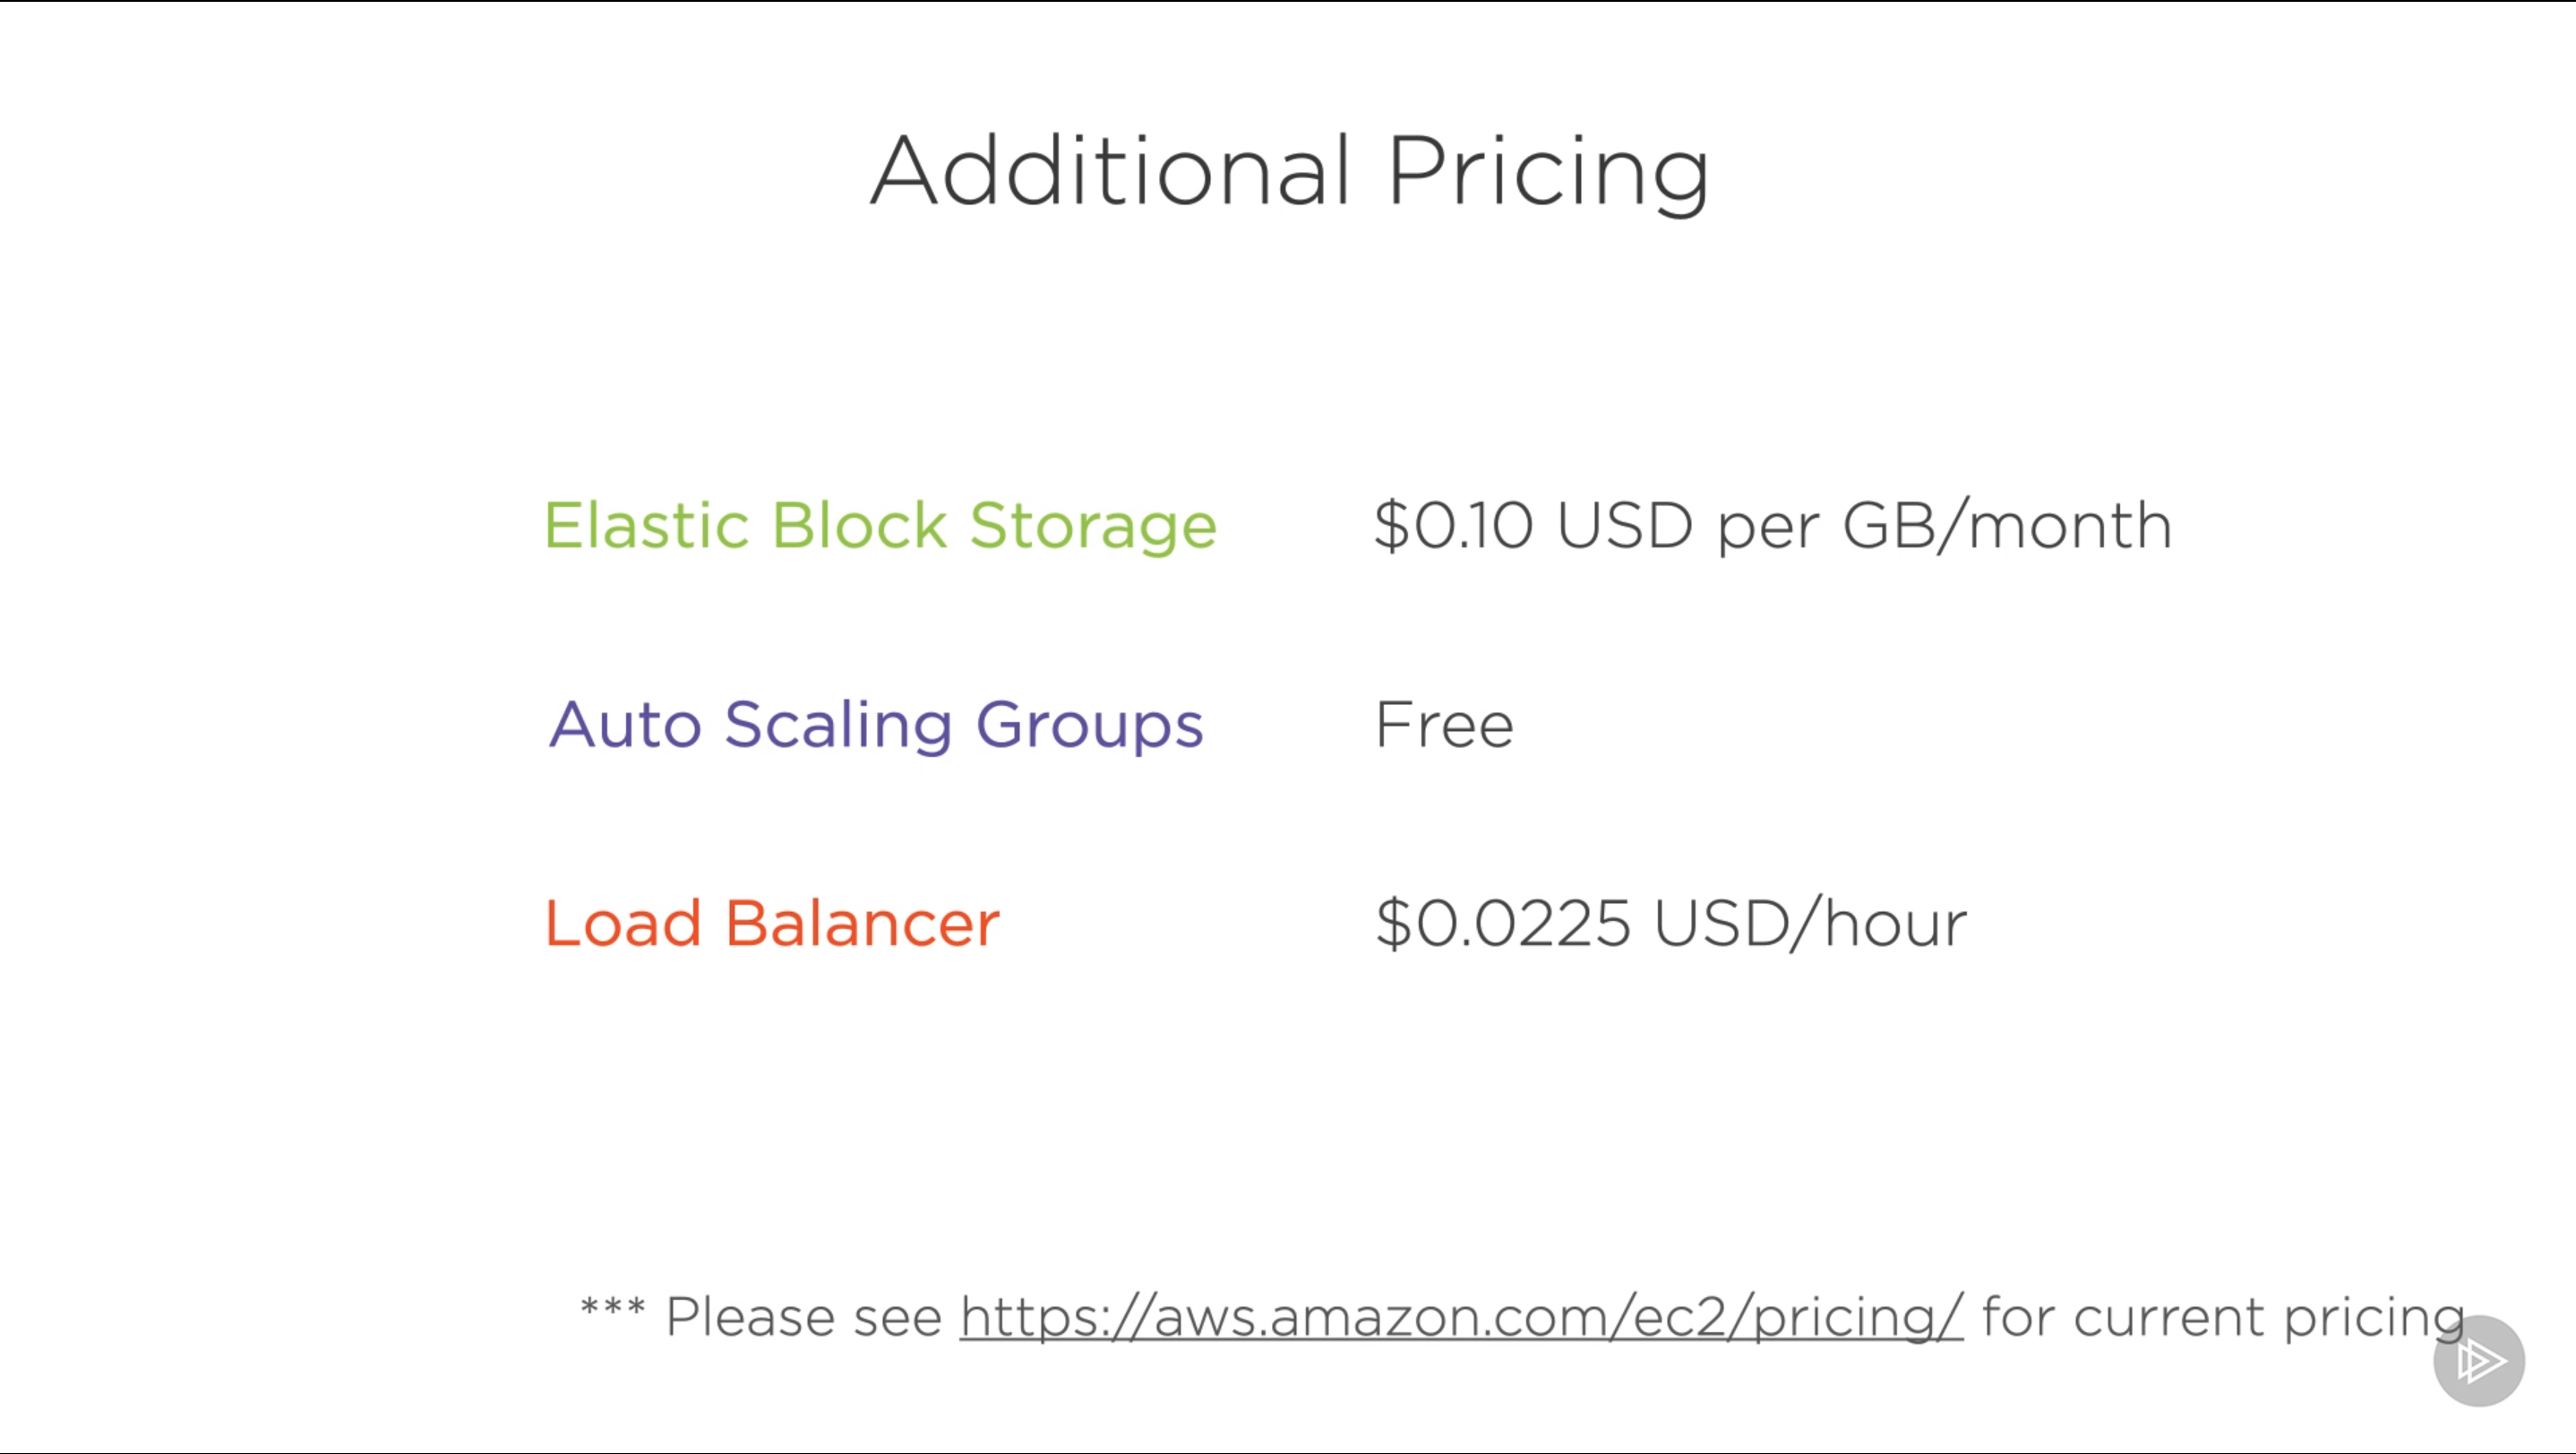 Additional Pricing
Elastic Block Storage $0.10 USD per GB/month
Auto Scaling Groups Free
Load Balancer $0.0225 USD/hour
*** Please see https://aws.amazon.com/ec2/pricing/ for current pricing